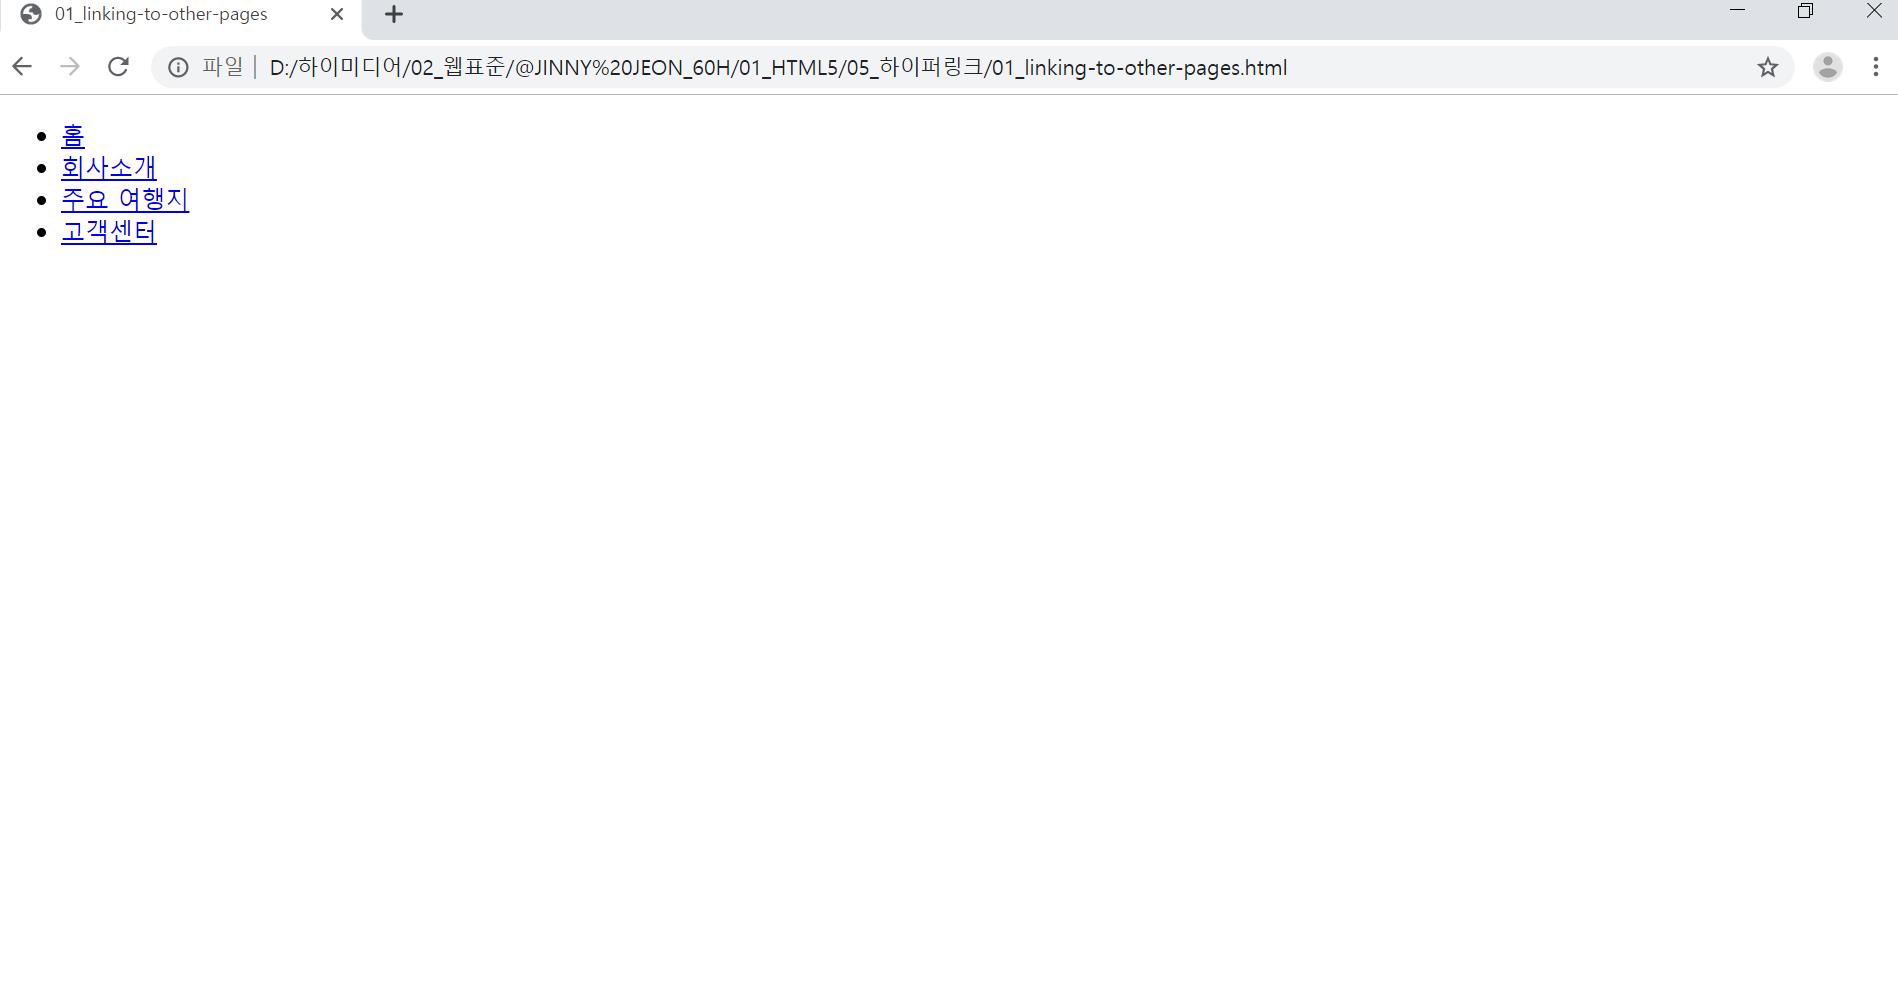 01_linking-to-other-pages
파일 | D:/하이미디어/02_웹표준/@JINNY%20JEON_60H/01_HTML5/05_하이퍼링크/01_linking-to-other-pages.html
홈
회사소개
주요 여행지
고객센터